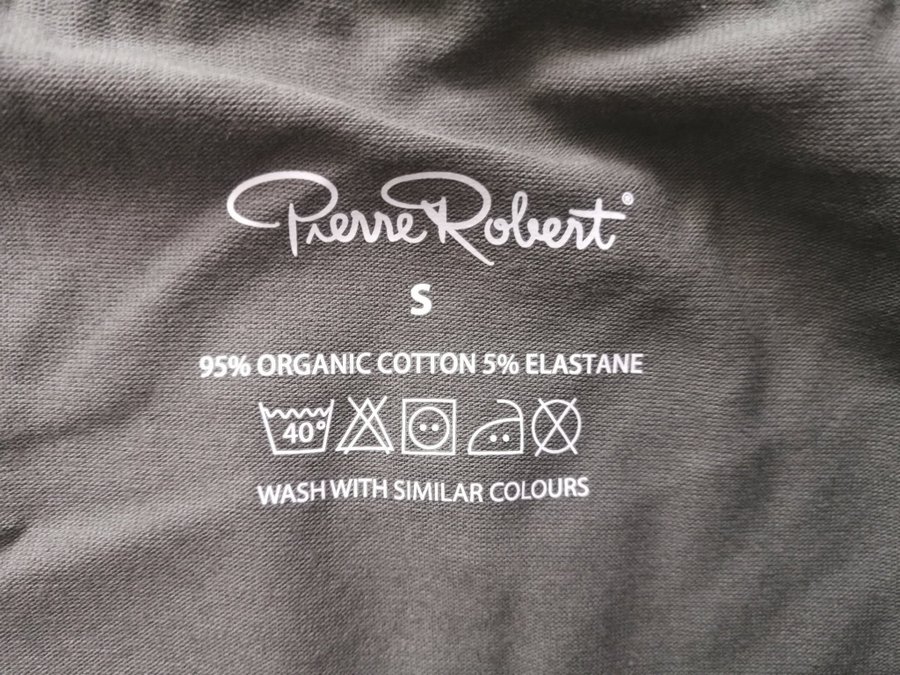 Pierre Robert®
S
95% ORGANIC COTTON 5% ELASTANE
40°
WASH WITH SIMILAR COLOURS